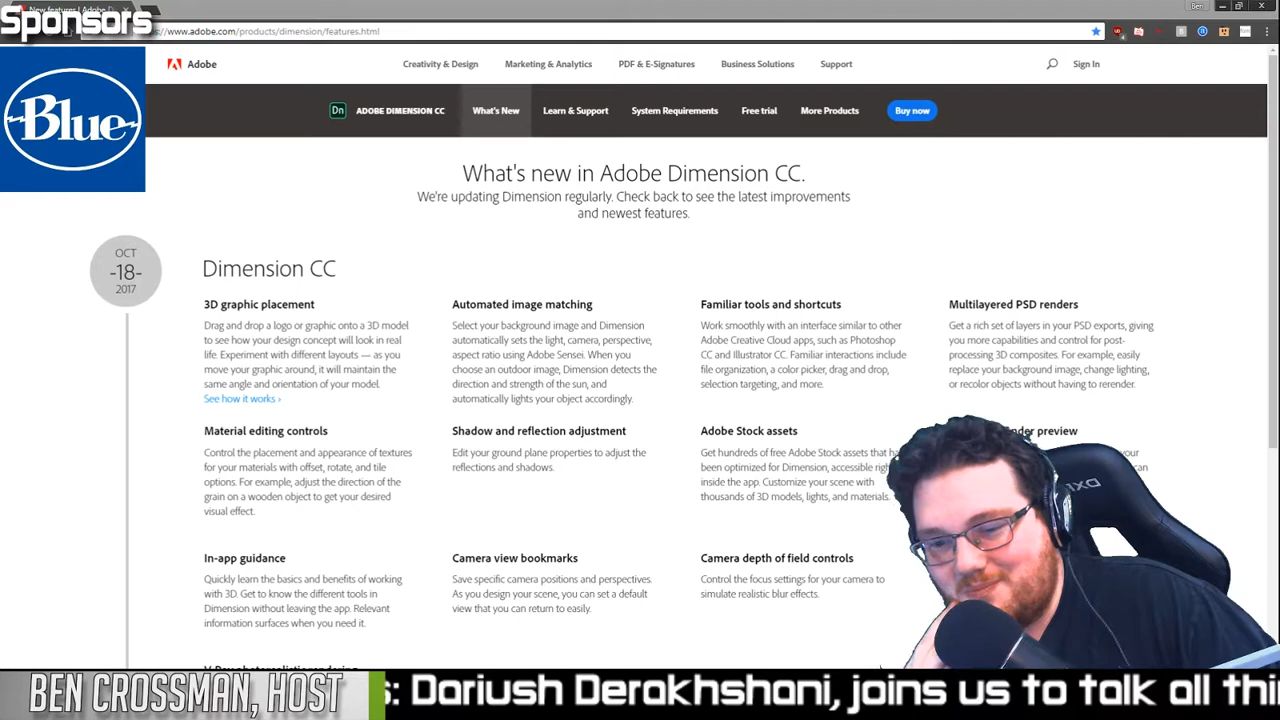 Sponsors
Ben
www.adobe.com/products/dimension/features.html
Blue
Adobe
Creativity & Design
Marketing & Analytics
PDF & E-Signatures
Business Solutions
Support
Sign In
Dn
ADOBE DIMENSION CC
What's New
Learn & Support
System Requirements
Free trial
More Products
Buy now
What's new in Adobe Dimension CC.
We're updating Dimension regularly. Check back to see the latest improvements
and newest features.
OCT
-18-
2017
Dimension CC
3D graphic placement
Drag and drop a logo or graphic onto a 3D model
to see how your design concept will look in real
life. Experiment with different layouts — as you
move your graphic around, it will maintain the
same angle and orientation of your model.
See how it works ›
Automated image matching
Select your background image and Dimension
automatically sets the light, camera, perspective,
aspect ratio using Adobe Sensei. When you
choose an outdoor image, Dimension detects the
direction and strength of the sun, and
automatically lights your object accordingly.
Familiar tools and shortcuts
Work smoothly with an interface similar to other
Adobe Creative Cloud apps, such as Photoshop
CC and Illustrator CC. Familiar interactions include
file organization, a color picker, drag and drop,
selection targeting, and more.
Multilayered PSD renders
Get a rich set of layers in your PSD exports, giving
you more capabilities and control for post-
processing 3D composites. For example, easily
replace your background image, change lighting,
or recolor objects without having to rerender.
Material editing controls
Control the placement and appearance of textures
for your materials with offset, rotate, and tile
options. For example, adjust the direction of the
grain on a wooden object to get your desired
visual effect.
Shadow and reflection adjustment
Edit your ground plane properties to adjust the
reflections and shadows.
Adobe Stock assets
Get hundreds of free Adobe Stock assets that
been optimized for Dimension, accessible
inside the app. Customize your scene with
thousands of 3D models, lights, and materials.
preview
your
can
In-app guidance
Quickly learn the basics and benefits of working
with 3D. Get to know the different tools in
Dimension without leaving the app. Relevant
information surfaces when you need it.
Camera view bookmarks
Save specific camera positions and perspectives.
As you design your scene, you can set a default
view that you can return to easily.
Camera depth of field controls
Control the focus settings for your camera to
simulate realistic blur effects.
BEN CROSSMAN, HOST
s: Dariush Derakhshani, joins us to talk all thi